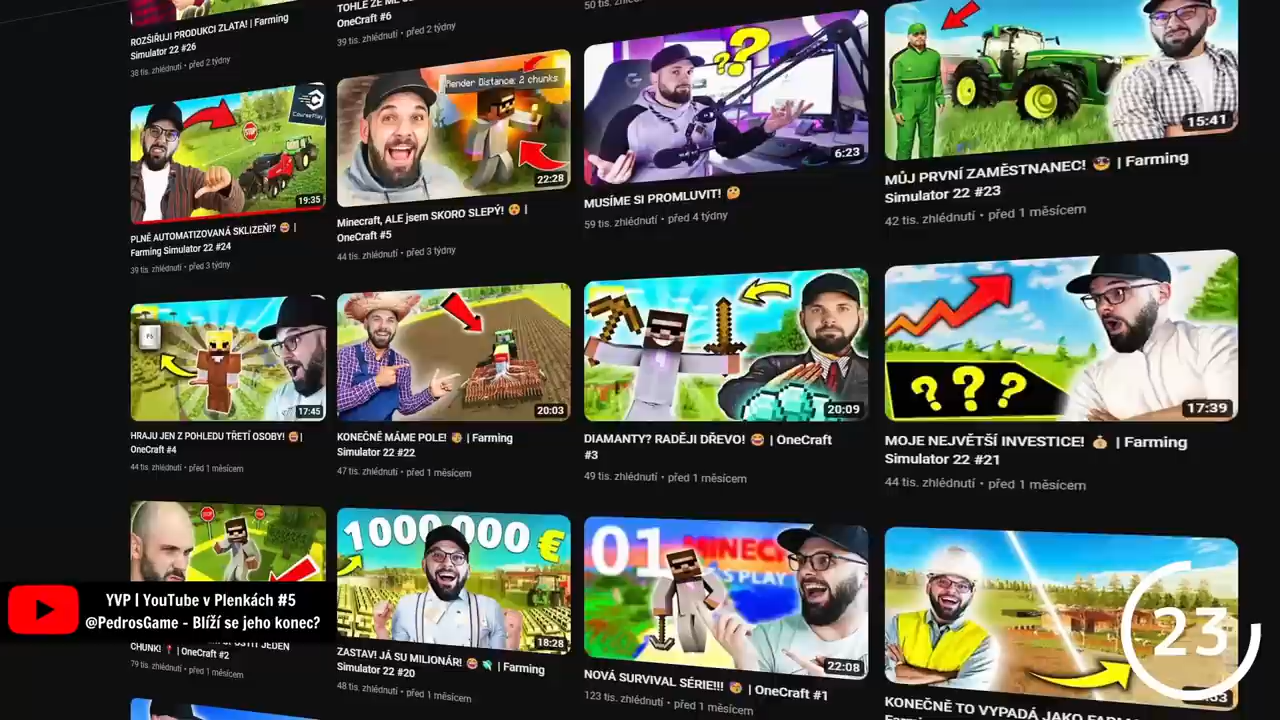 ROZŠIŘUJI PRODUKCI ZLATA! | Farming
Simulator 22 #26
38 tis. zhlédnutí • před 2 týdny
OneCraft #6
39 tis. zhlédnutí • před 2 týdny
Render Distance: 2 chunks
22:28
???
6:23
15:41
CoursePlay
STOP
19:35
PLNĚ AUTOMATIZOVANÁ SKLIZEŇ!? 🤯 |
Farming Simulator 22 #24
39 tis. zhlédnutí • před 3 týdny
Minecraft, ALE jsem SKORO SLEPÝ! 😵 |
OneCraft #5
44 tis. zhlédnutí • před 3 týdny
MUSÍME SI PROMLUVIT! 🤔
59 tis. zhlédnutí • před 4 týdny
MŮJ PRVNÍ ZAMĚSTNANEC! 🤠 | Farming
Simulator 22 #23
42 tis. zhlédnutí • před 1 měsícem
F5
17:45
20:03
20:09
???
17:39
HRAJU JEN Z POHLEDU TŘETÍ OSOBY! 🤯 |
OneCraft #4
44 tis. zhlédnutí • před 1 měsícem
KONEČNĚ MÁME POLE! 🥳 | Farming
Simulator 22 #22
47 tis. zhlédnutí • před 1 měsícem
DIAMANTY? RADĚJI DŘEVO! 😅 | OneCraft
#3
49 tis. zhlédnutí • před 1 měsícem
MOJE NEJVĚTŠÍ INVESTICE! 💰 | Farming
Simulator 22 #21
44 tis. zhlédnutí • před 1 měsícem
1 000 000 €
18:28
01 MINECR
22:08
23
YVP | YouTube v Plenkách #5
@PedrosGame - Blíží se jeho konec?
JEDEN
CHUNK! | OneCraft #2
79 tis. zhlédnutí • před 1 měsícem
ZASTAV! JÁ SU MILIONÁR! 🤯 💸 | Farming
Simulator 22 #20
48 tis. zhlédnutí • před 1 měsícem
NOVÁ SURVIVAL SÉRIE!!! 🥳 | OneCraft #1
123 tis. zhlédnutí • před 1 měsícem
KONEČNĚ TO VYPADÁ JAKO